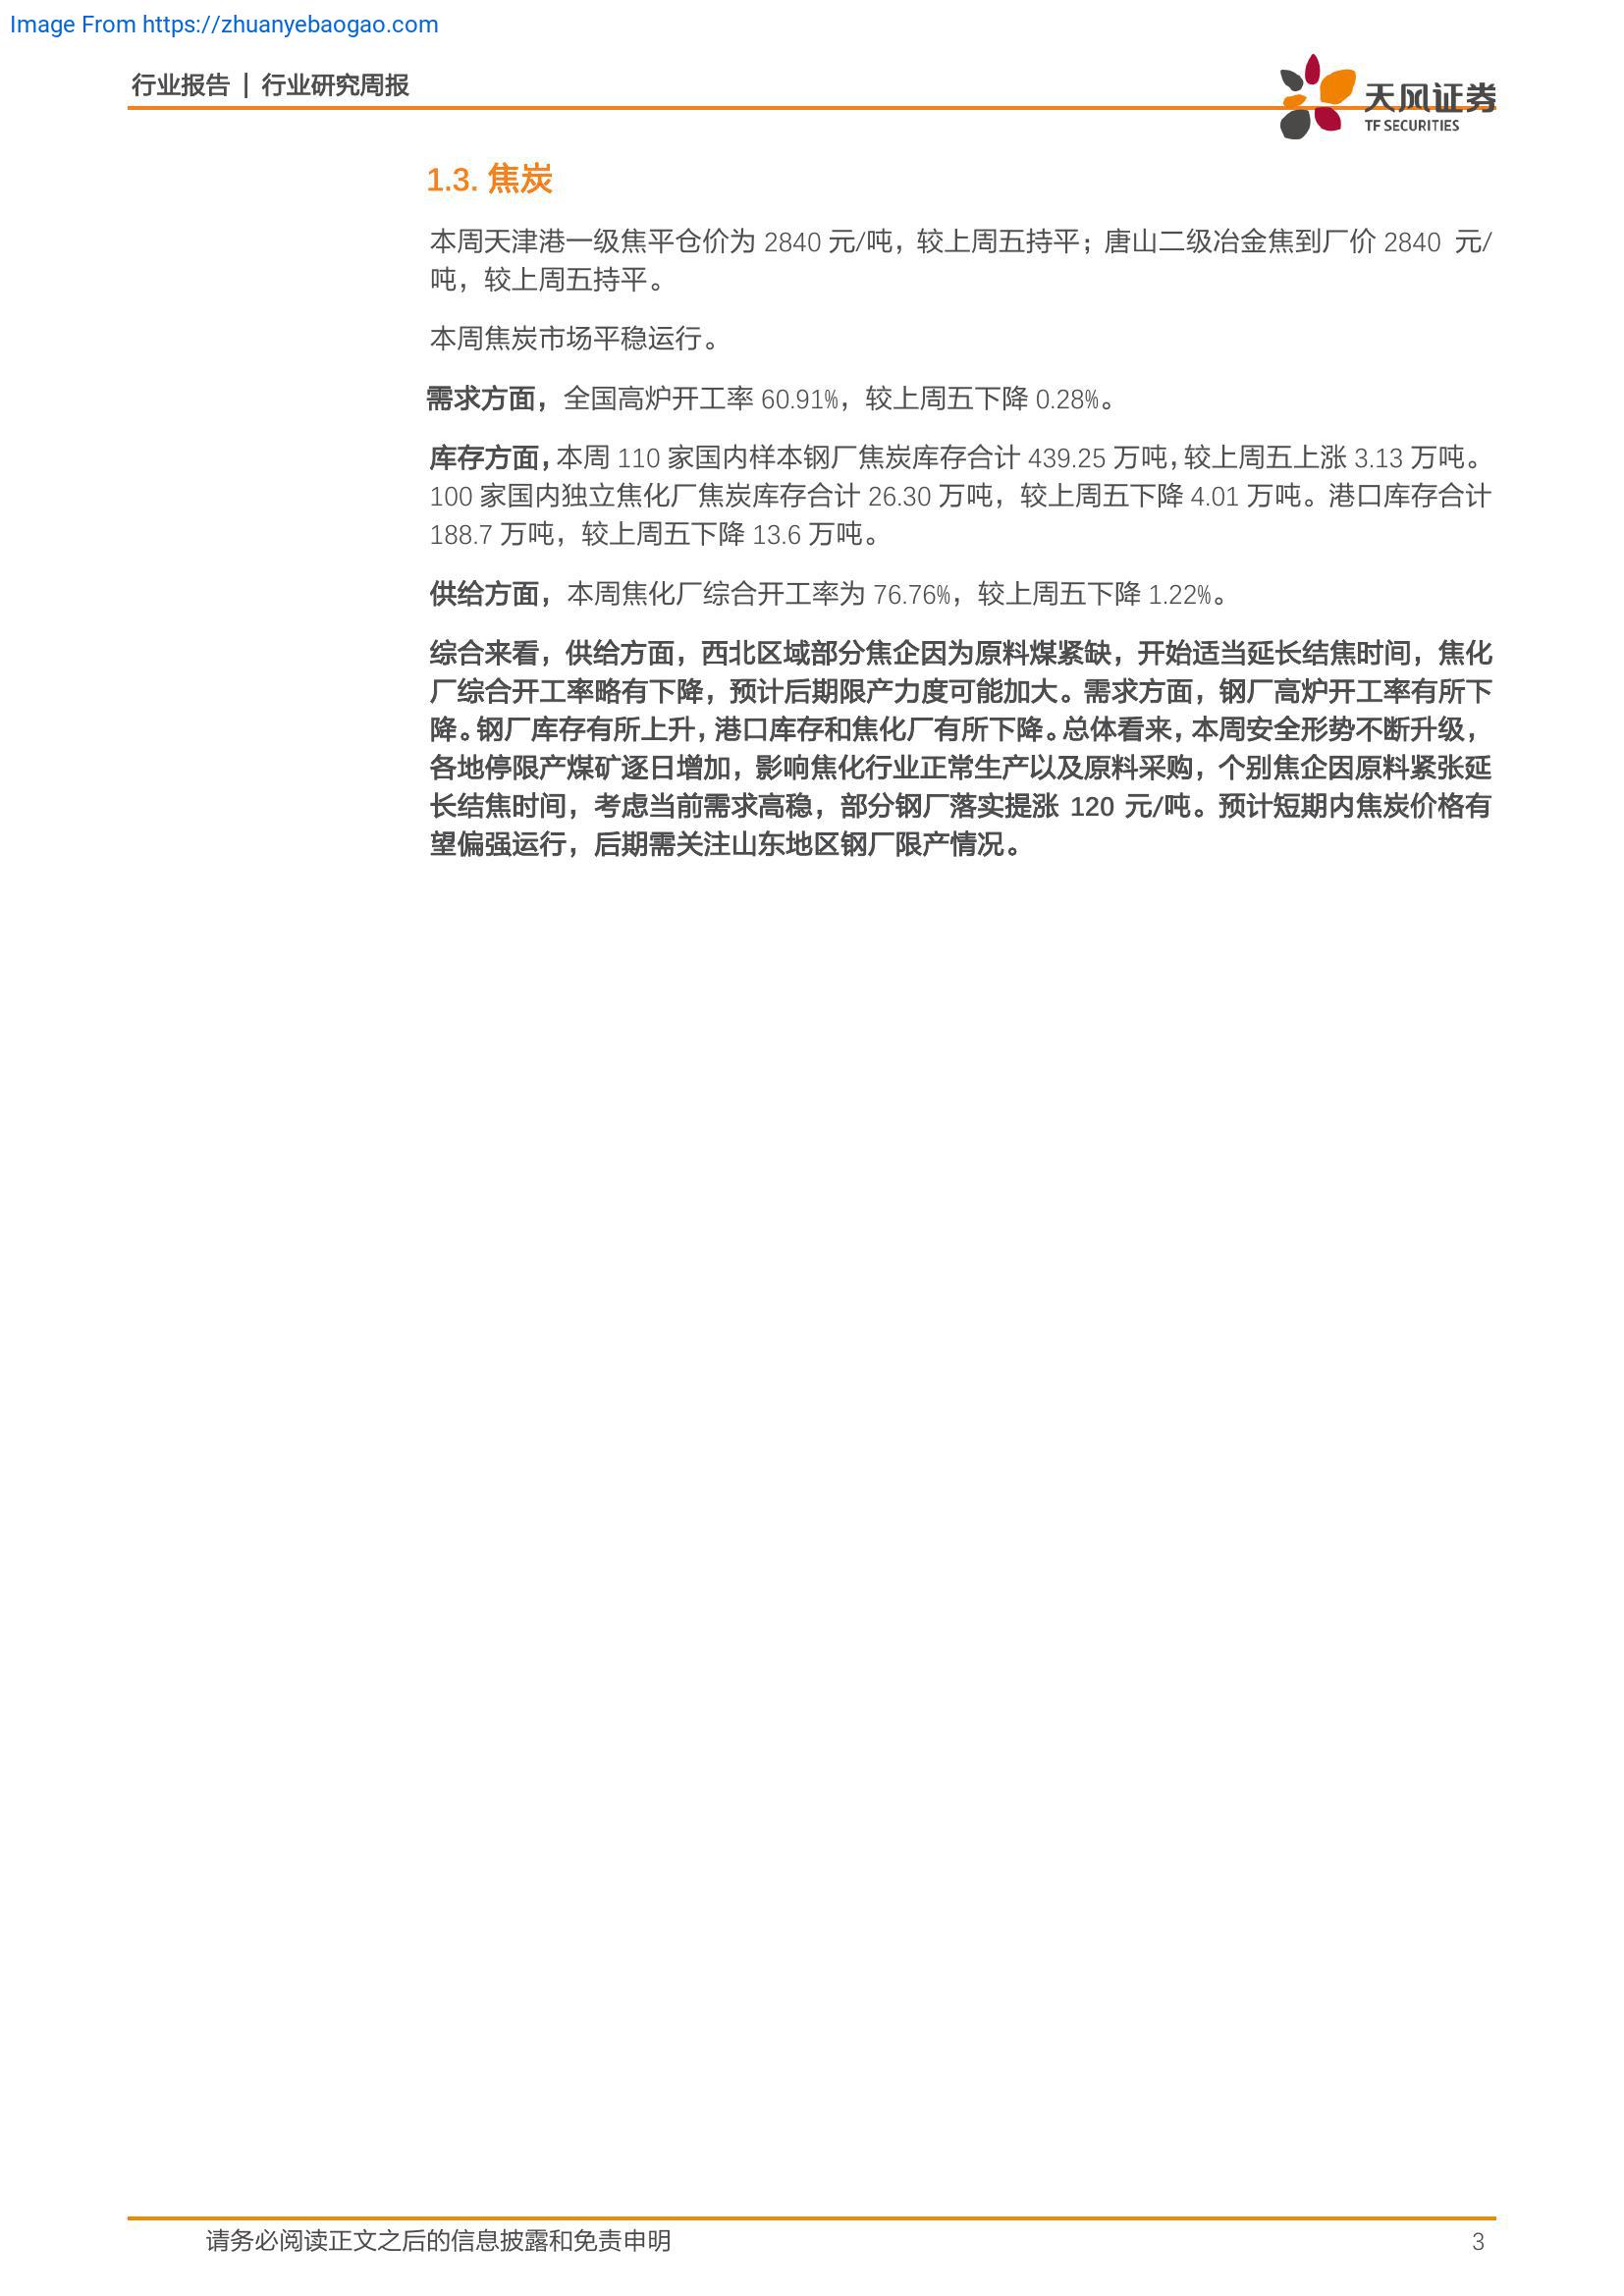 Image From https://zhuanyebaogao.com
行业报告 | 行业研究周报
天风证券
TF SECURITIES
1.3. 焦炭
本周天津港一级焦平仓价为 2840 元/吨，较上周五持平；唐山二级冶金焦到厂价 2840 元/
吨，较上周五持平。
本周焦炭市场平稳运行。
需求方面，全国高炉开工率 60.91%，较上周五下降 0.28%。
库存方面，本周 110 家国内样本钢厂焦炭库存合计 439.25 万吨，较上周五上涨 3.13 万吨。
100 家国内独立焦化厂焦炭库存合计 26.30 万吨，较上周五下降 4.01 万吨。港口库存合计
188.7 万吨，较上周五下降 13.6 万吨。
供给方面，本周焦化厂综合开工率为 76.76%，较上周五下降 1.22%。
综合来看，供给方面，西北区域部分焦企因为原料煤紧缺，开始适当延长结焦时间，焦化
厂综合开工率略有下降，预计后期限产力度可能加大。需求方面，钢厂高炉开工率有所下
降。钢厂库存有所上升，港口库存和焦化厂有所下降。总体看来，本周安全形势不断升级，
各地停限产煤矿逐日增加，影响焦化行业正常生产以及原料采购，个别焦企因原料紧张延
长结焦时间，考虑当前需求高稳，部分钢厂落实提涨 120 元/吨。预计短期内焦炭价格有
望偏强运行，后期需关注山东地区钢厂限产情况。
请务必阅读正文之后的信息披露和免责申明
3